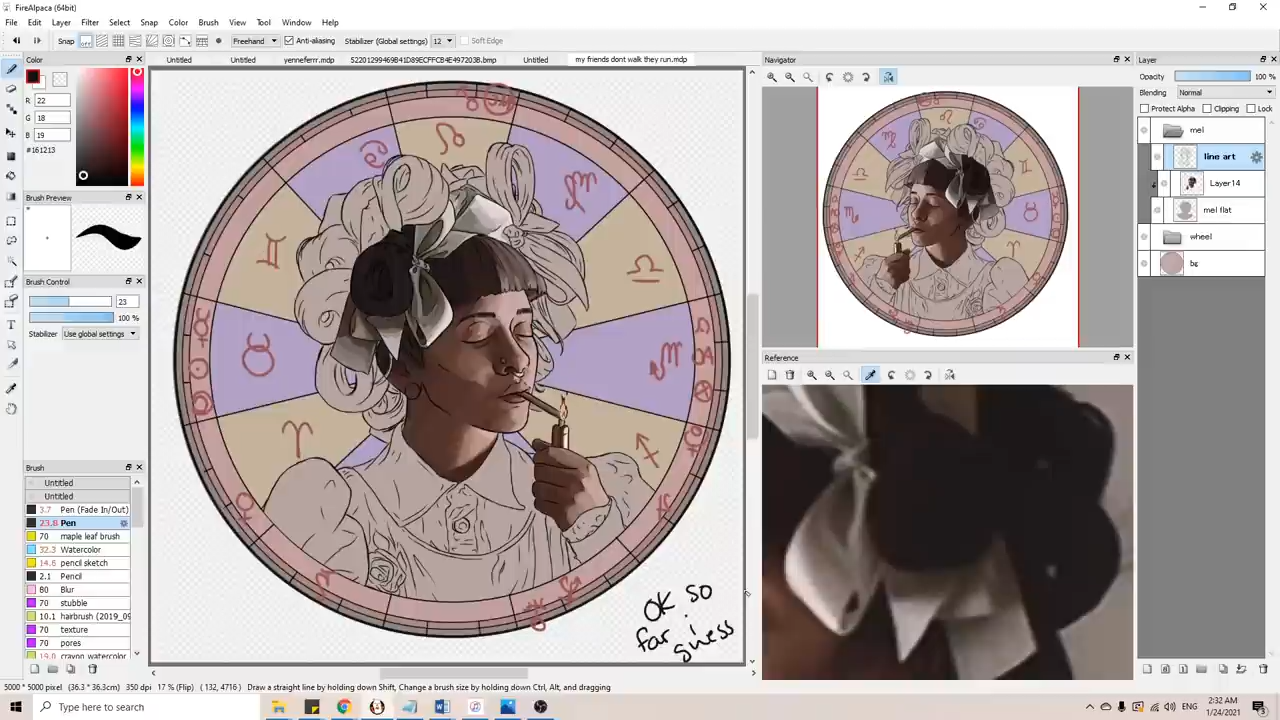 FireAlpaca (64bit)
File Edit Layer Filter Select Snap Color Brush View Tool Window Help
Snap Freehand Anti-aliasing Stabilizer (Global settings) 12 Soft Edge
Untitled Untitled yenneferrr.mdp S2201299469B41D89ECFFCB4E497203B.bmp Untitled my friends dont walk they run.mdp
Color
R 22
G 18
B 19
#161213
Brush Preview
Brush Control
23
100 %
Stabilizer Use global settings
Brush
Untitled
Untitled
3.7 Pen (Fade In/Out)
23.8 Pen
70 maple leaf brush
32.3 Watercolor
14.6 pencil sketch
2.1 Pencil
80 Blur
70 stubble
10.1 hairbrush (2019_09
70 texture
70 pores
19.0 crayon watercolor
OK so
far i
guess
Navigator
Reference
Layer
Opacity 100 %
Blending Normal
Protect Alpha Clipping Lock
mel
line art
Layer14
mel flat
wheel
bg
5000 * 5000 pixel (36.3 * 36.3cm) 350 dpi 17 % (Flip) ( 132, 4716 ) Draw a straight line by holding down Shift, Change a brush size by holding down Ctrl, Alt, and dragging
Type here to search
ENG
2:32 AM
1/24/2021